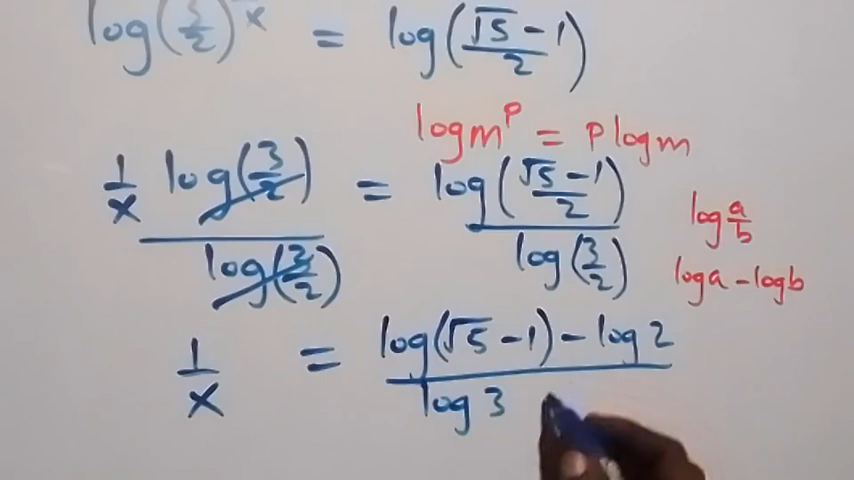 log(3/2)^1/x = log((√5 - 1)/2)
log m^p = p log m
1/x log(3/2) / log(3/2) = log((√5 - 1)/2) / log(3/2)
log a/b
log a - log b
1/x = log(√5 - 1) - log 2 / log 3